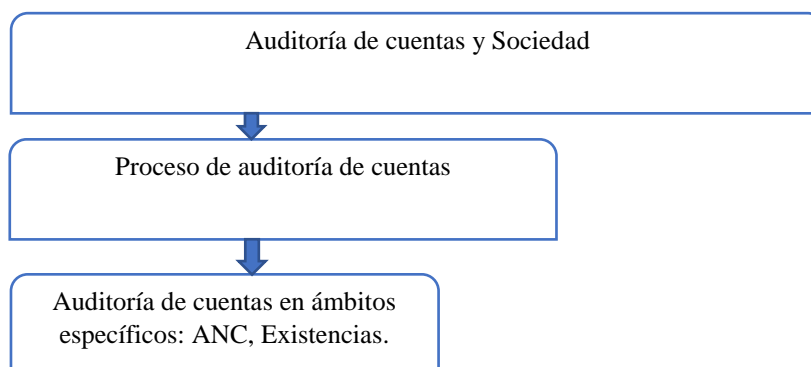 Auditoría de cuentas y Sociedad
Proceso de auditoría de cuentas
Auditoría de cuentas en ámbitos
específicos: ANC, Existencias.